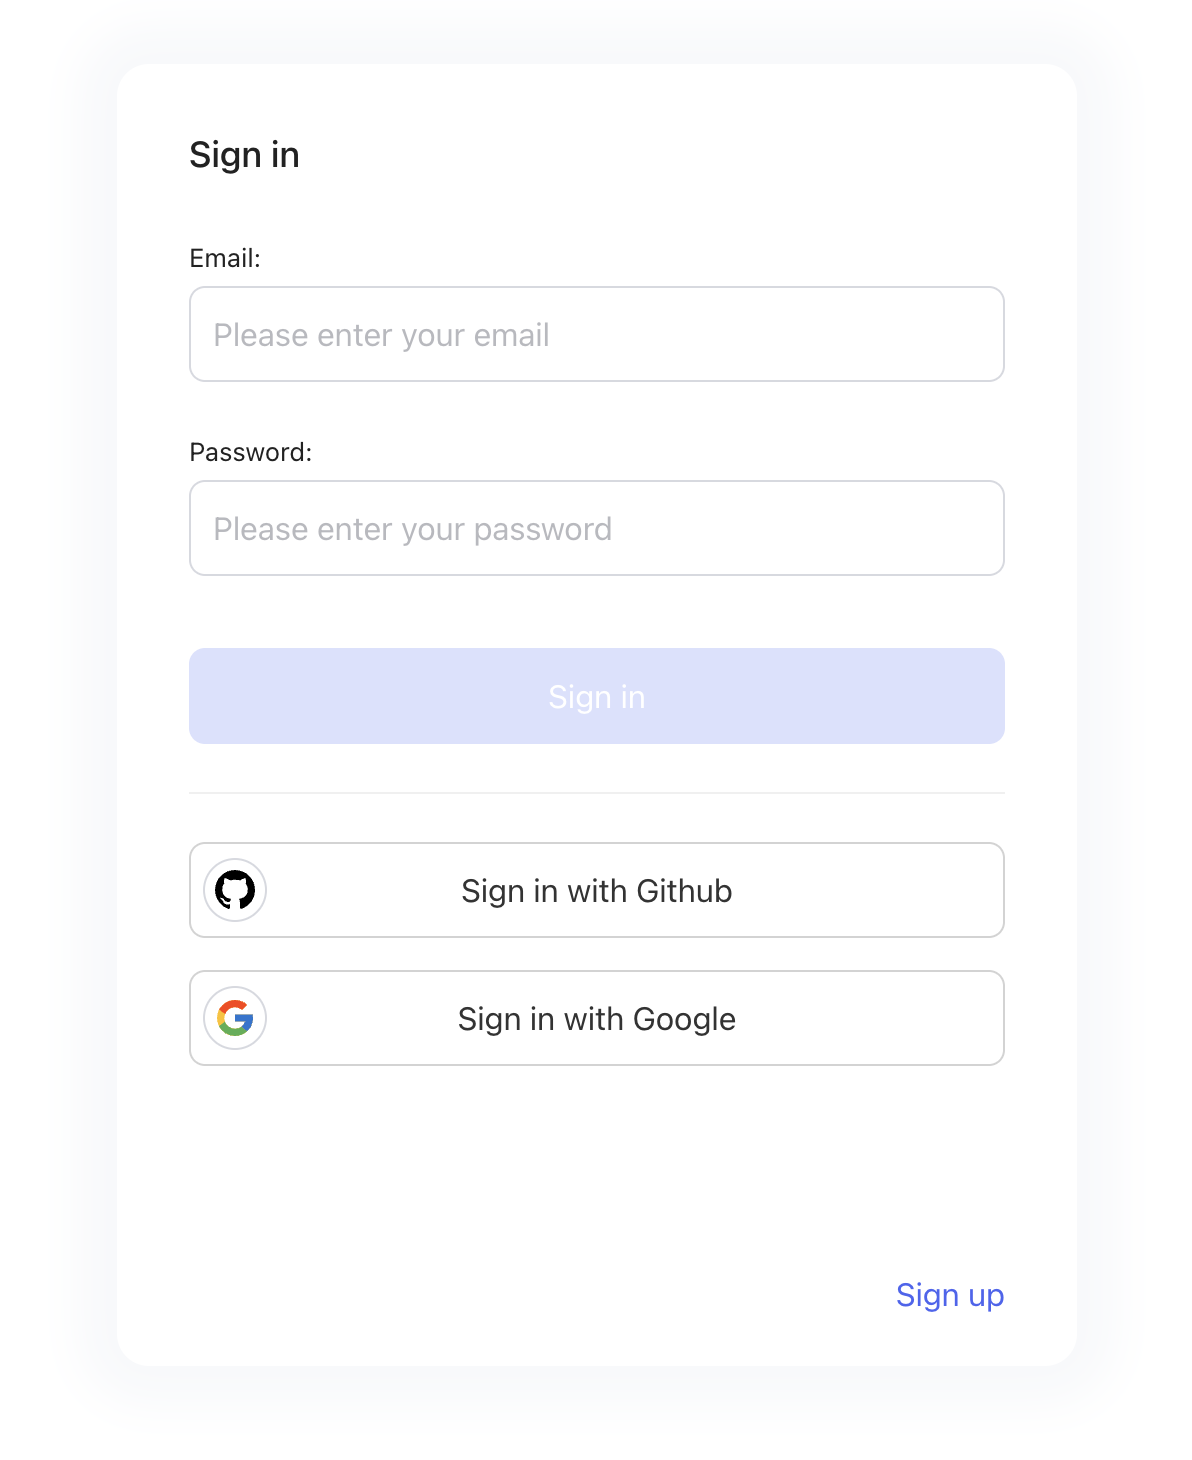 Sign in
Email:
Please enter your email
Password:
Please enter your password
Sign in
Sign in with Github
Sign in with Google
Sign up